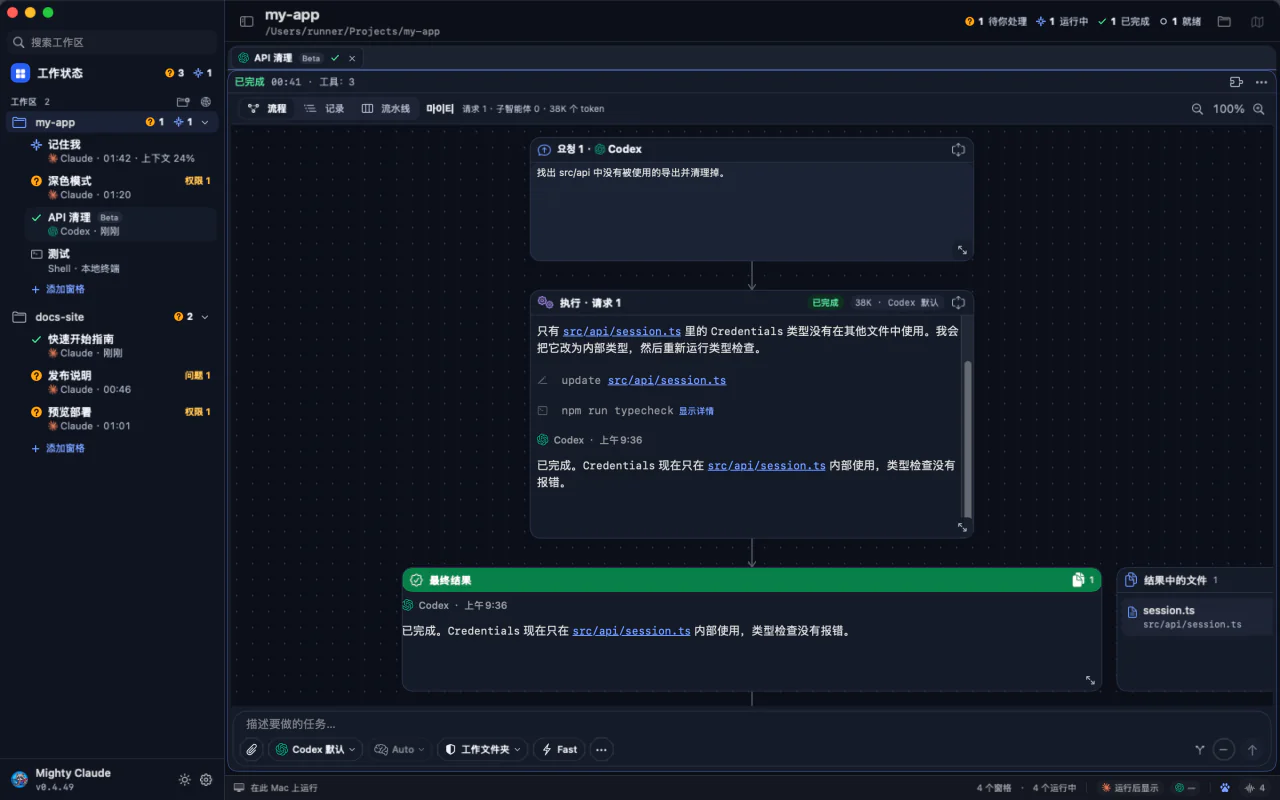 搜索工作区
工作状态 3 1
工作区 2
my-app 1 1
记住我
Claude · 01:42 · 上下文 24%
深色模式 权限 1
Claude · 01:20
API 清理 Beta
Codex · 刚刚
测试
Shell · 本地终端
+ 添加窗格
docs-site 2
快速开始指南
Claude · 刚刚
发布说明 问题 1
Claude · 00:46
预览部署 权限 1
Claude · 01:01
+ 添加窗格
Mighty Claude
v0.4.49
my-app
/Users/runner/Projects/my-app
1 待你处理 1 运行中 1 已完成 1 就绪
API 清理 Beta
已完成 00:41 · 工具: 3
流程 记录 流水线 마이티 请求 1 · 子智能体 0 · 38K 个 token
100%
요청 1 · Codex
找出 src/api 中没有被使用的导出并清理掉。
执行 · 请求 1 已完成 38K · Codex 默认
只有 src/api/session.ts 里的 Credentials 类型没有在其他文件中使用。我会
把它改为内部类型，然后重新运行类型检查。
update src/api/session.ts
npm run typecheck 显示详情
Codex · 上午9:36
已完成。Credentials 现在只在 src/api/session.ts 内部使用，类型检查没有
报错。
最终结果 1
Codex · 上午9:36
已完成。Credentials 现在只在 src/api/session.ts 内部使用，类型检查没有报错。
结果中的文件 1
session.ts
src/api/session.ts
描述要做的任务…
Codex 默认 Auto 工作文件夹 Fast
在此 Mac 上运行
4 个窗格 · 4 个运行中 运行后显示 — 4